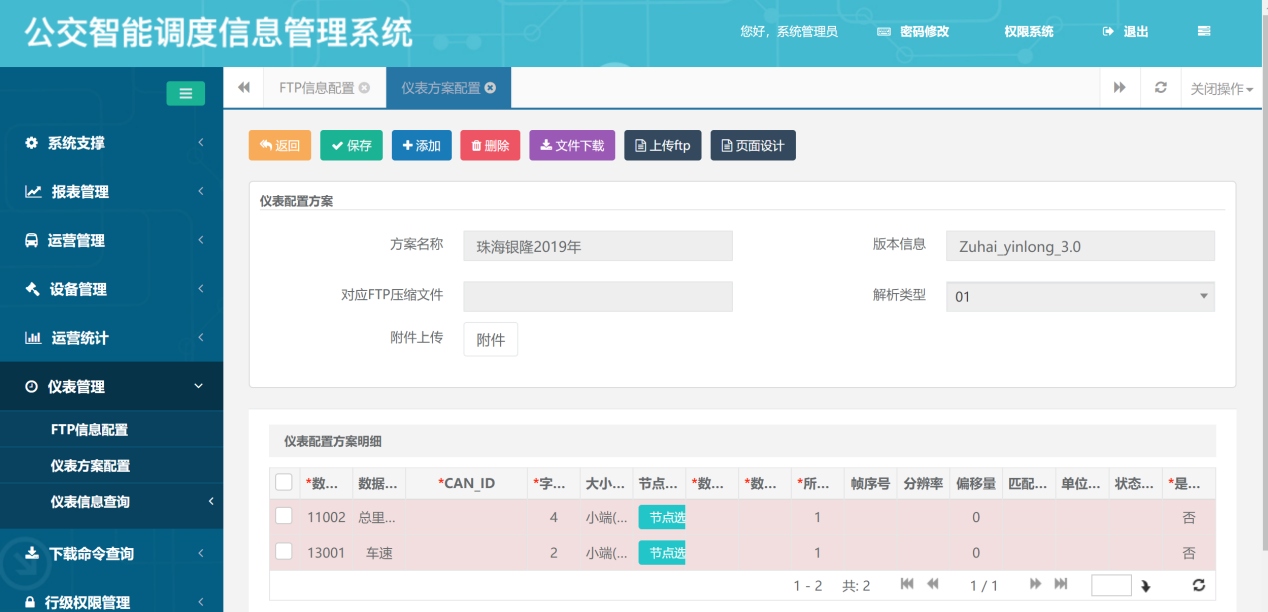 公交智能调度信息管理系统
您好，系统管理员 密码修改 权限系统 退出
FTP信息配置 仪表方案配置 关闭操作
系统支撑
报表管理
运营管理
设备管理
运营统计
仪表管理
FTP信息配置
仪表方案配置
仪表信息查询
下载命令查询
行级权限管理
返回 保存 添加 删除 文件下载 上传ftp 页面设计
仪表配置方案
方案名称 珠海银隆2019年 版本信息 Zuhai_yinlong_3.0
对应FTP压缩文件 解析类型 01
附件上传 附件
仪表配置方案明细
*数... 数据... *CAN_ID *字... 大小... 节点... *数... *数... *所... 帧序号 分辨率 偏移量 匹配... 单位... 状态... *是...
11002 总里... 4 小端(... 节点选 1 0 否
13001 车速 2 小端(... 节点选 1 0 否
1 - 2 共: 2 1 / 1